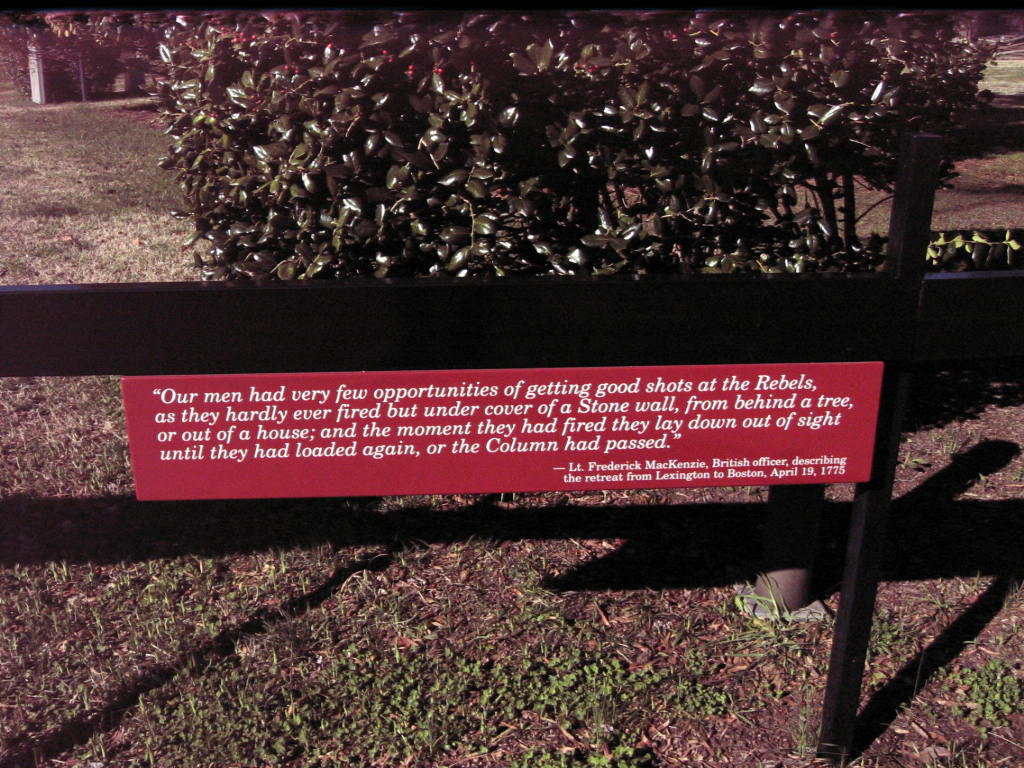 “Our men had very few opportunities of getting good shots at the Rebels,
as they hardly ever fired but under cover of a Stone wall, from behind a tree,
or out of a house; and the moment they had fired they lay down out of sight
until they had loaded again, or the Column had passed.”
— Lt. Frederick MacKenzie, British officer, describing
the retreat from Lexington to Boston, April 19, 1775